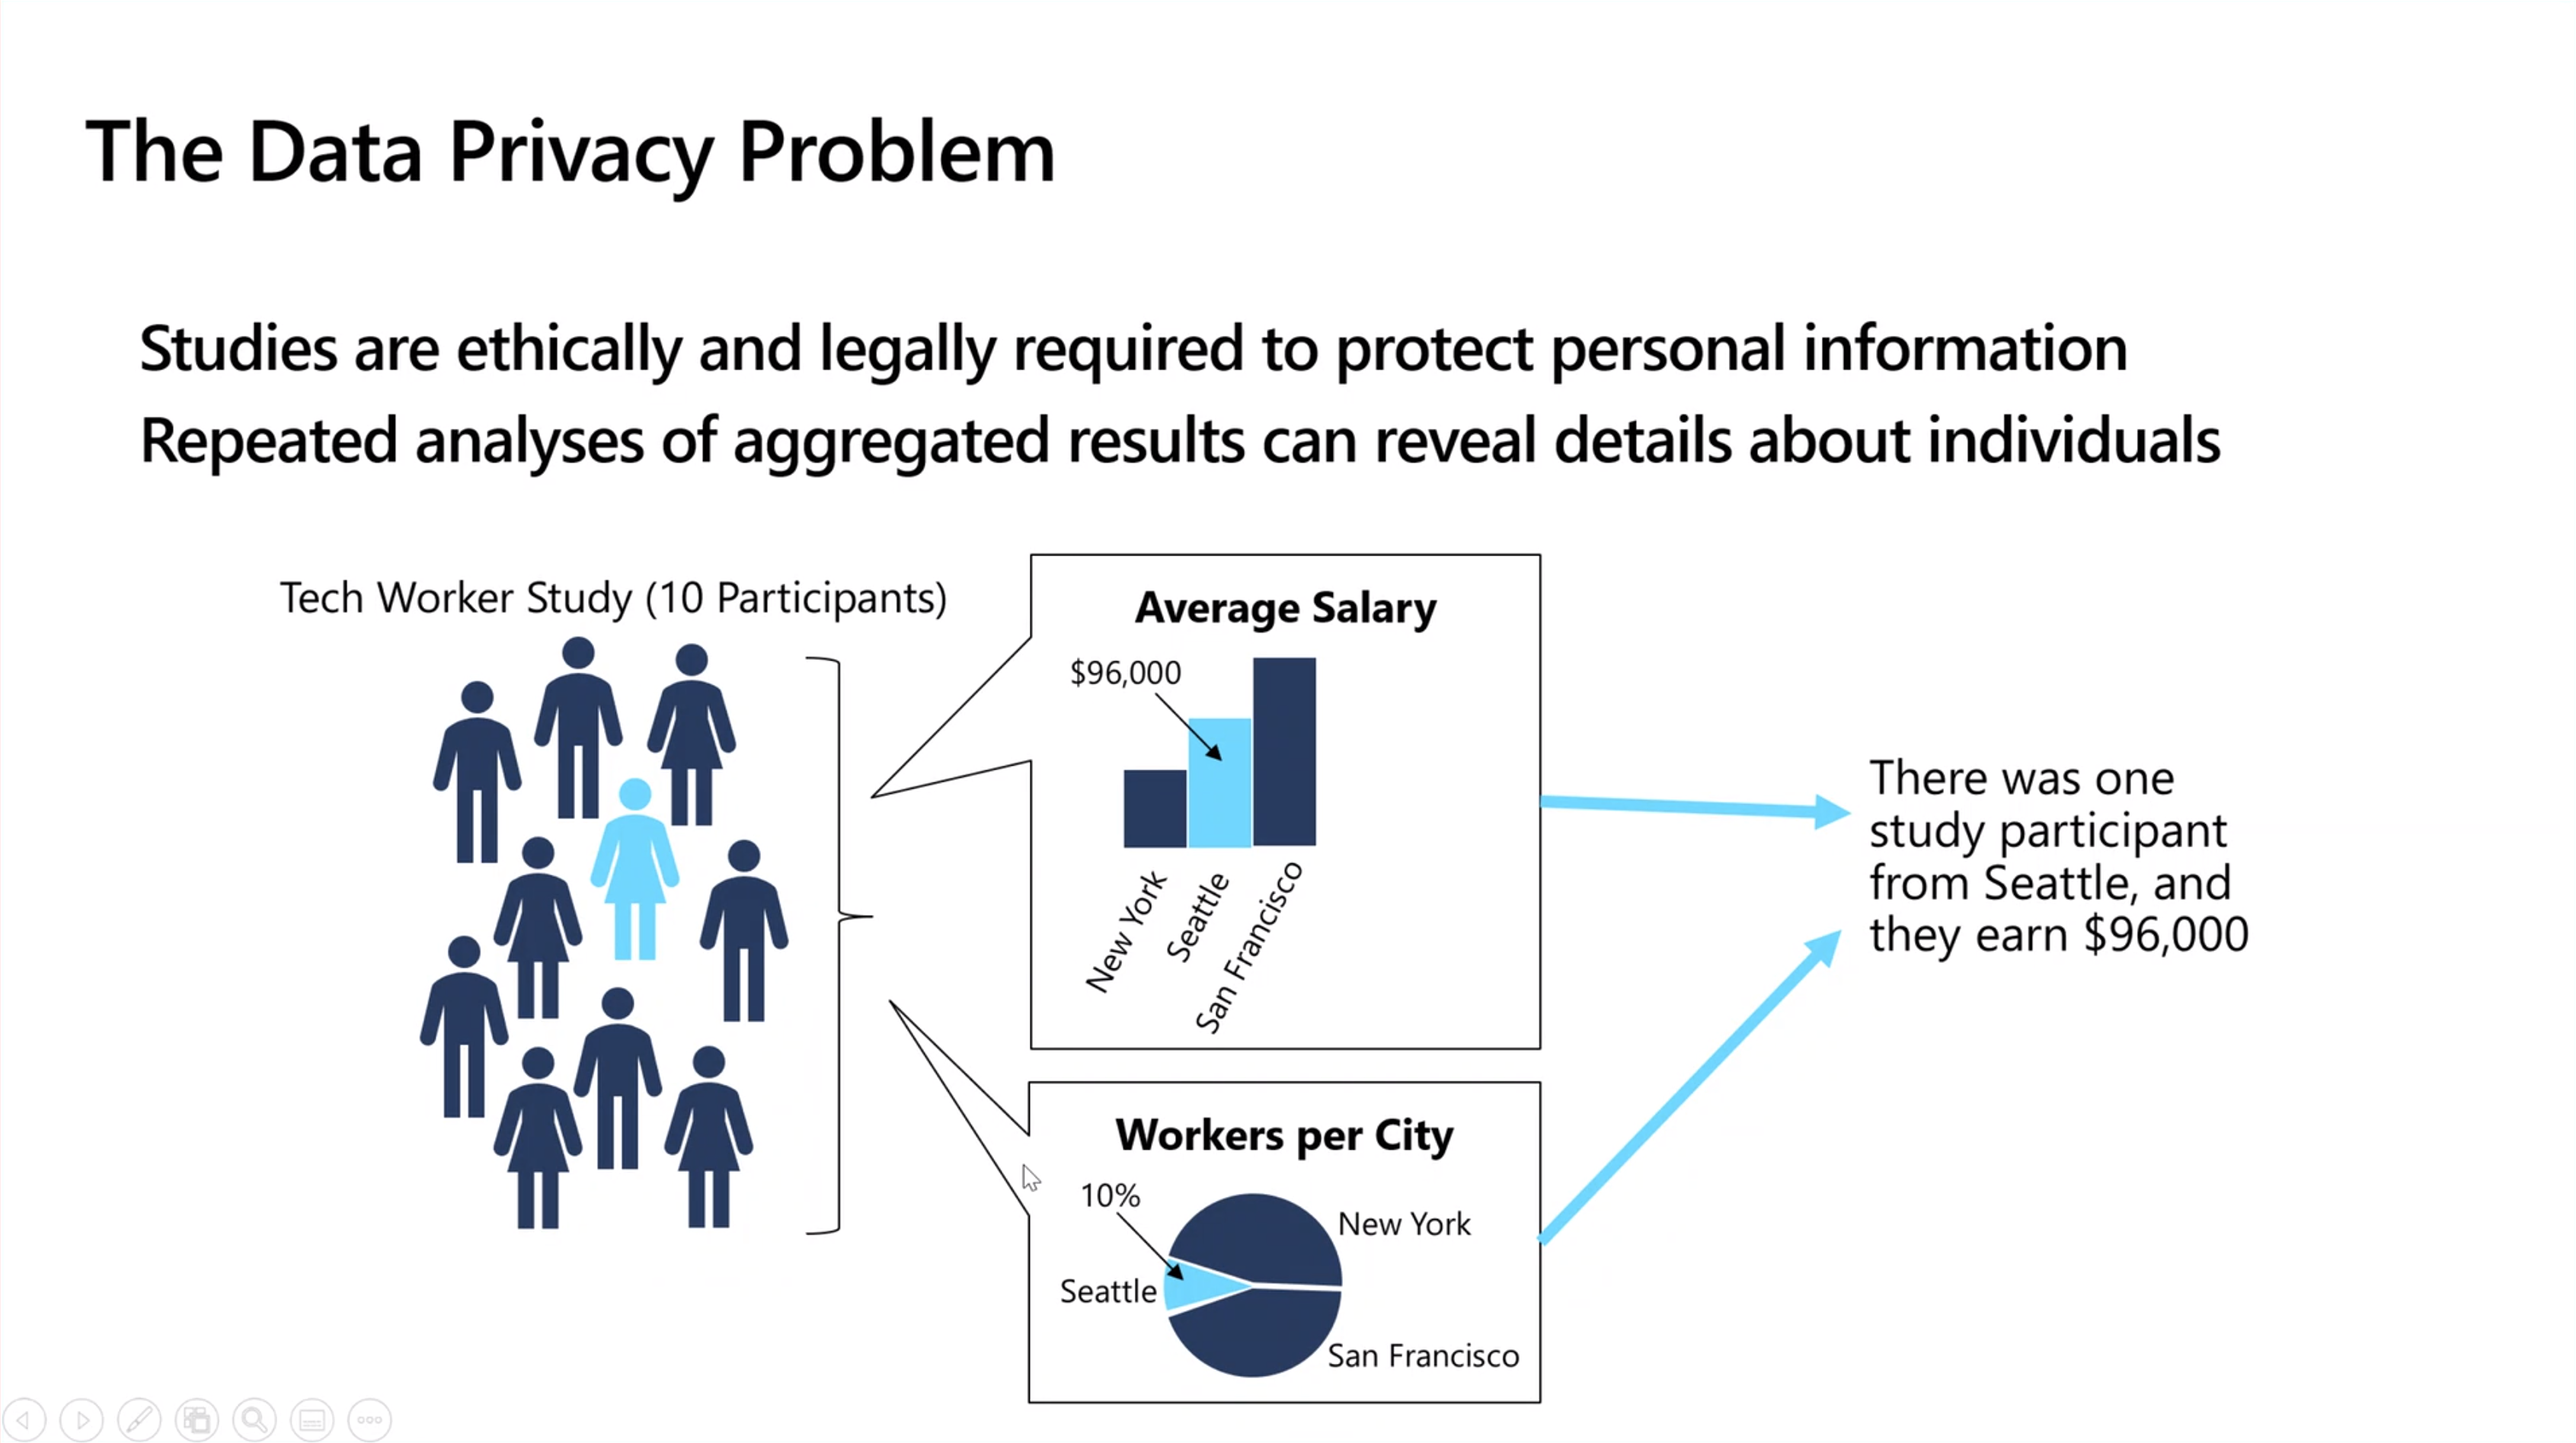 The Data Privacy Problem
Studies are ethically and legally required to protect personal information
Repeated analyses of aggregated results can reveal details about individuals
Tech Worker Study (10 Participants)
Average Salary
$96,000
New York
Seattle
San Francisco
There was one
study participant
from Seattle, and
they earn $96,000
Workers per City
10%
New York
Seattle
San Francisco